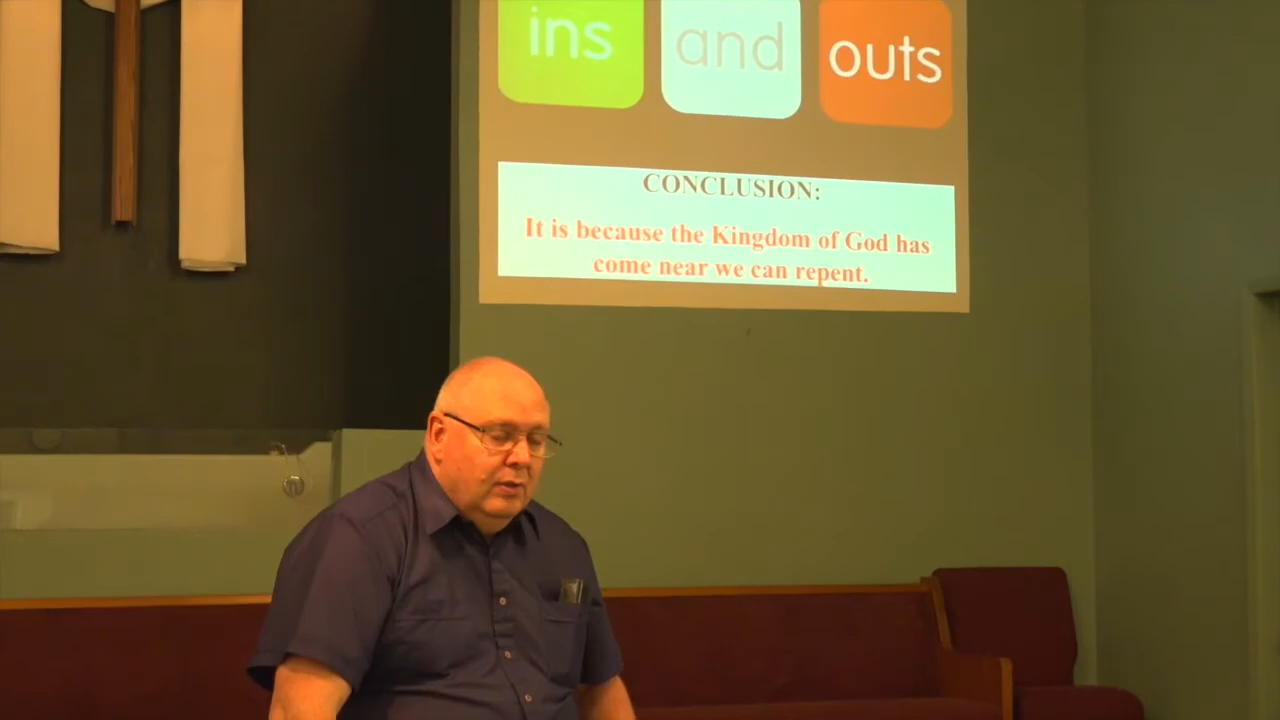 ins and outs
CONCLUSION:
It is because the Kingdom of God has
come near we can repent.